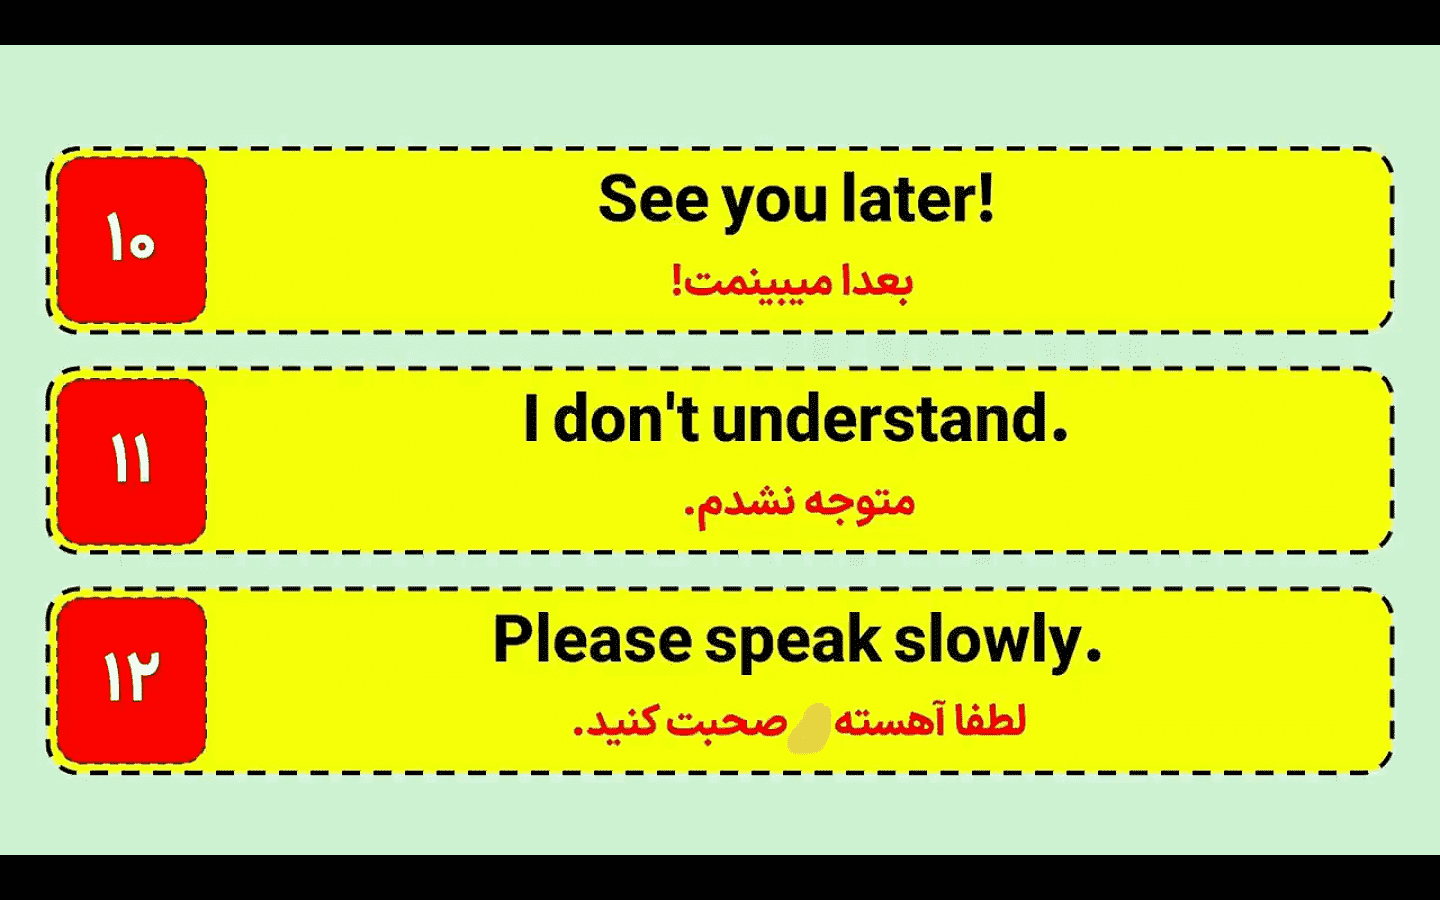 ۱۰
See you later!
بعدا میبینمت!
۱۱
I don't understand.
متوجه نشدم.
۱۲
Please speak slowly.
لطفا آهسته صحبت کنید.